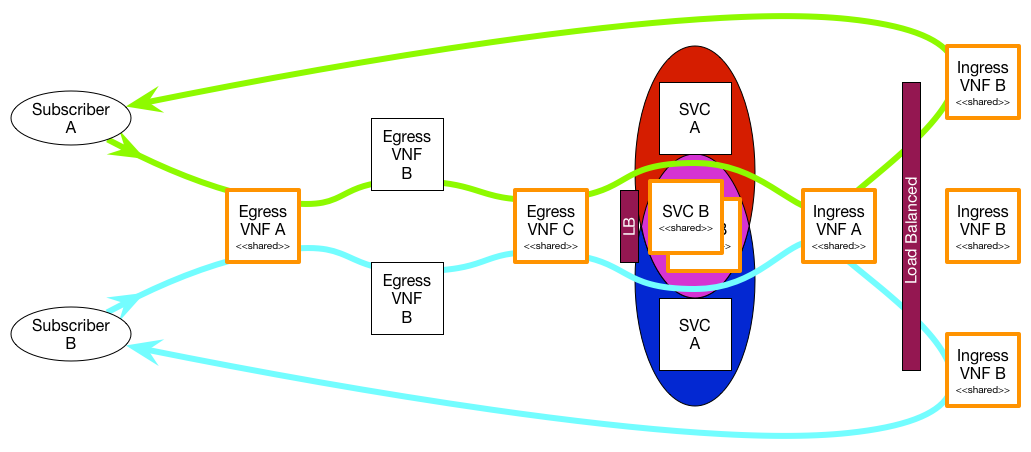 Subscriber
A
Subscriber
B
Egress
VNF A
<<shared>>
Egress
VNF
B
Egress
VNF
B
Egress
VNF C
<<shared>>
LB
SVC
A
SVC B
<<shared>>
B
>>
SVC
A
Ingress
VNF A
<<shared>>
Load Balanced
Ingress
VNF B
<<shared>>
Ingress
VNF B
<<shared>>
Ingress
VNF B
<<shared>>